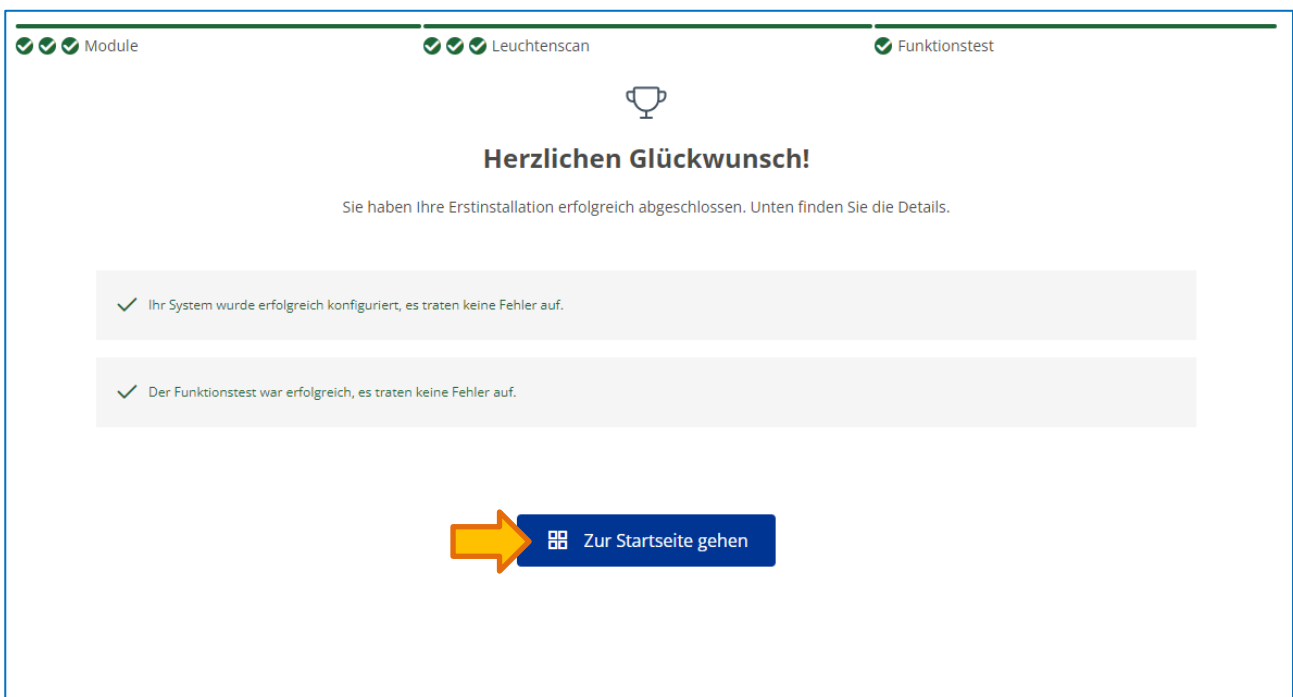 Module
Leuchtenscan
Funktionstest
Herzlichen Glückwunsch!
Sie haben Ihre Erstinstallation erfolgreich abgeschlossen. Unten finden Sie die Details.
Ihr System wurde erfolgreich konfiguriert, es traten keine Fehler auf.
Der Funktionstest war erfolgreich, es traten keine Fehler auf.
Zur Startseite gehen